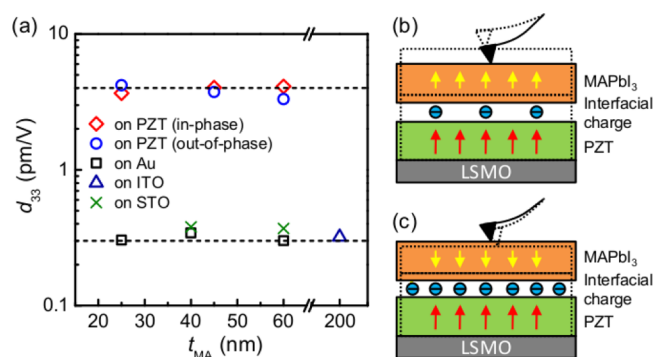 (a)
d33 (pm/V)
10
1
0.1
on PZT (in-phase)
on PZT (out-of-phase)
on Au
on ITO
on STO
20 30 40 50 60 200
tMA (nm)
(b)
MAPbI3
Interfacial
charge
PZT
LSMO
(c)
MAPbI3
Interfacial
charge
PZT
LSMO